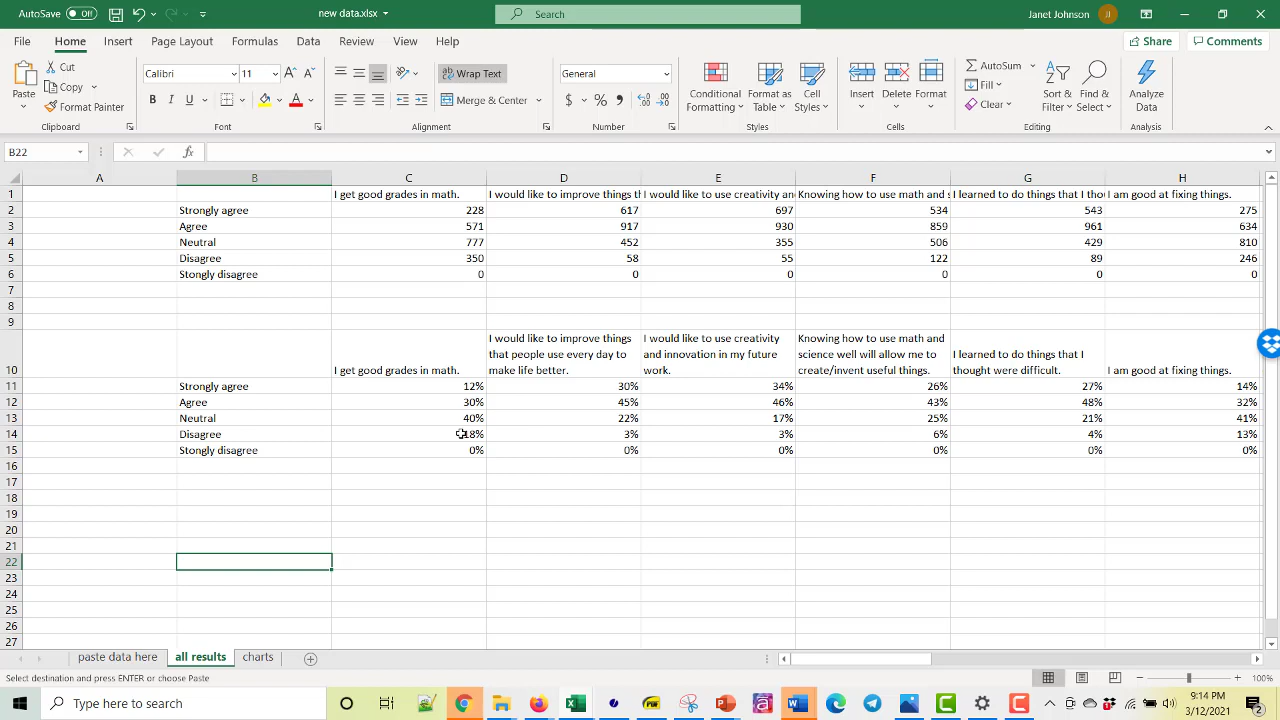 AutoSave Off new data.xlsx Search Janet Johnson JJ
File Home Insert Page Layout Formulas Data Review View Help Share Comments
Paste Cut Copy Format Painter Clipboard
Calibri 11 B I U A Font
Wrap Text Merge & Center Alignment
General $ % Number
Conditional Formatting Format as Table Cell Styles Styles
Insert Delete Format Cells
AutoSum Fill Clear Sort & Filter Find & Select Editing
Analyze Data Analysis
B22 fx
A B C D E F G H
1 I get good grades in math. I would like to improve things th I would like to use creativity an Knowing how to use math and s I learned to do things that I tho I am good at fixing things.
2 Strongly agree 228 617 697 534 543 275
3 Agree 571 917 930 859 961 634
4 Neutral 777 452 355 506 429 810
5 Disagree 350 58 55 122 89 246
6 Stongly disagree 0 0 0 0 0 0
7
8
9
10 I get good grades in math. I would like to improve things that people use every day to make life better. I would like to use creativity and innovation in my future work. Knowing how to use math and science well will allow me to create/invent useful things. I learned to do things that I thought were difficult. I am good at fixing things.
11 Strongly agree 12% 30% 34% 26% 27% 14%
12 Agree 30% 45% 46% 43% 48% 32%
13 Neutral 40% 22% 17% 25% 21% 41%
14 Disagree 18% 3% 3% 6% 4% 13%
15 Stongly disagree 0% 0% 0% 0% 0% 0%
16
17
18
19
20
21
22
23
24
25
26
27
paste data here all results charts
Select destination and press ENTER or choose Paste 100%
Type here to search 9:14 PM
3/12/2021 2